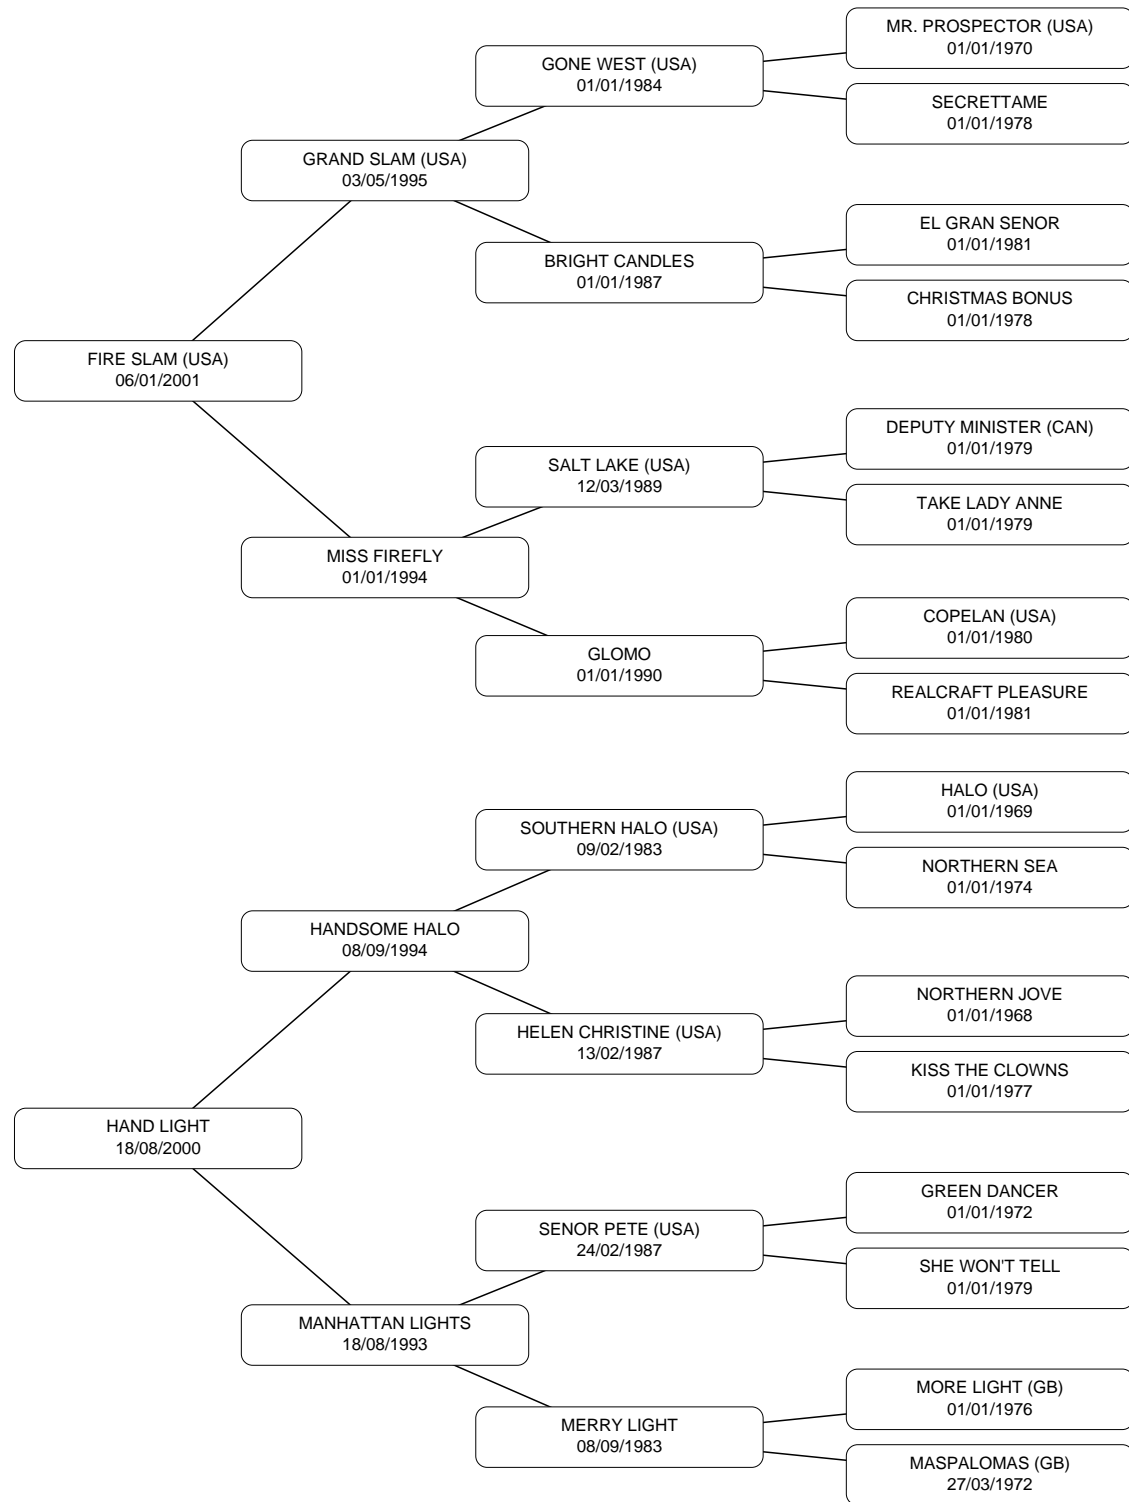 MR. PROSPECTOR (USA)
01/01/1970
GONE WEST (USA)
01/01/1984
SECRETTAME
01/01/1978
GRAND SLAM (USA)
03/05/1995
EL GRAN SENOR
01/01/1981
BRIGHT CANDLES
01/01/1987
CHRISTMAS BONUS
01/01/1978
FIRE SLAM (USA)
06/01/2001
DEPUTY MINISTER (CAN)
01/01/1979
SALT LAKE (USA)
12/03/1989
TAKE LADY ANNE
01/01/1979
MISS FIREFLY
01/01/1994
COPELAN (USA)
01/01/1980
GLOMO
01/01/1990
REALCRAFT PLEASURE
01/01/1981
HALO (USA)
01/01/1969
SOUTHERN HALO (USA)
09/02/1983
NORTHERN SEA
01/01/1974
HANDSOME HALO
08/09/1994
NORTHERN JOVE
01/01/1968
HELEN CHRISTINE (USA)
13/02/1987
KISS THE CLOWNS
01/01/1977
HAND LIGHT
18/08/2000
GREEN DANCER
01/01/1972
SENOR PETE (USA)
24/02/1987
SHE WON'T TELL
01/01/1979
MANHATTAN LIGHTS
18/08/1993
MORE LIGHT (GB)
01/01/1976
MERRY LIGHT
08/09/1983
MASPALOMAS (GB)
27/03/1972